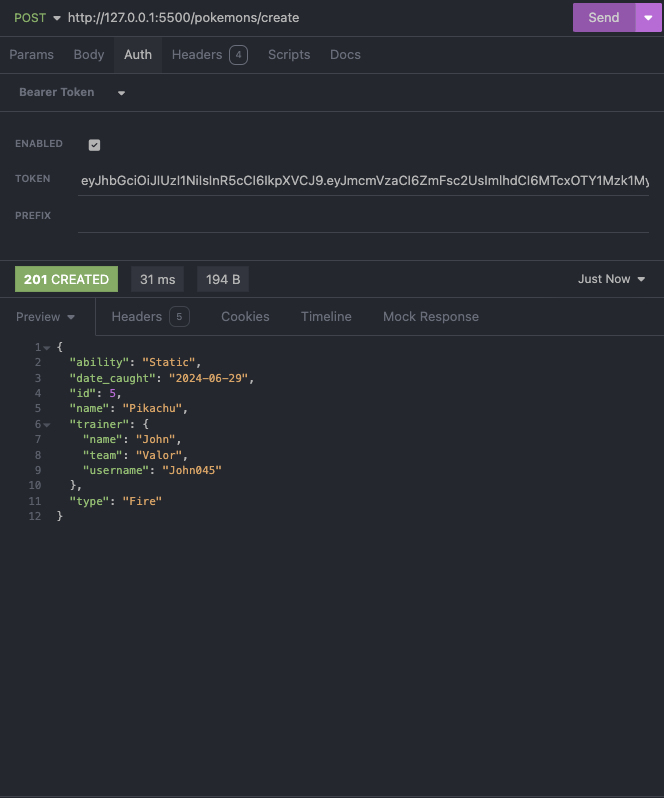 POST http://127.0.0.1:5500/pokemons/create Send
Params Body Auth Headers 4 Scripts Docs
Bearer Token
ENABLED
TOKEN eyJhbGciOiJIUzI1NiIsInR5cCI6IkpXVCJ9.eyJmcmVzaCI6ZmFsc2UsImlhdCI6MTcxOTY1Mzk1My
PREFIX
201 CREATED 31 ms 194 B Just Now
Preview Headers 5 Cookies Timeline Mock Response
1 {
2 "ability": "Static",
3 "date_caught": "2024-06-29",
4 "id": 5,
5 "name": "Pikachu",
6 "trainer": {
7 "name": "John",
8 "team": "Valor",
9 "username": "John045"
10 },
11 "type": "Fire"
12 }